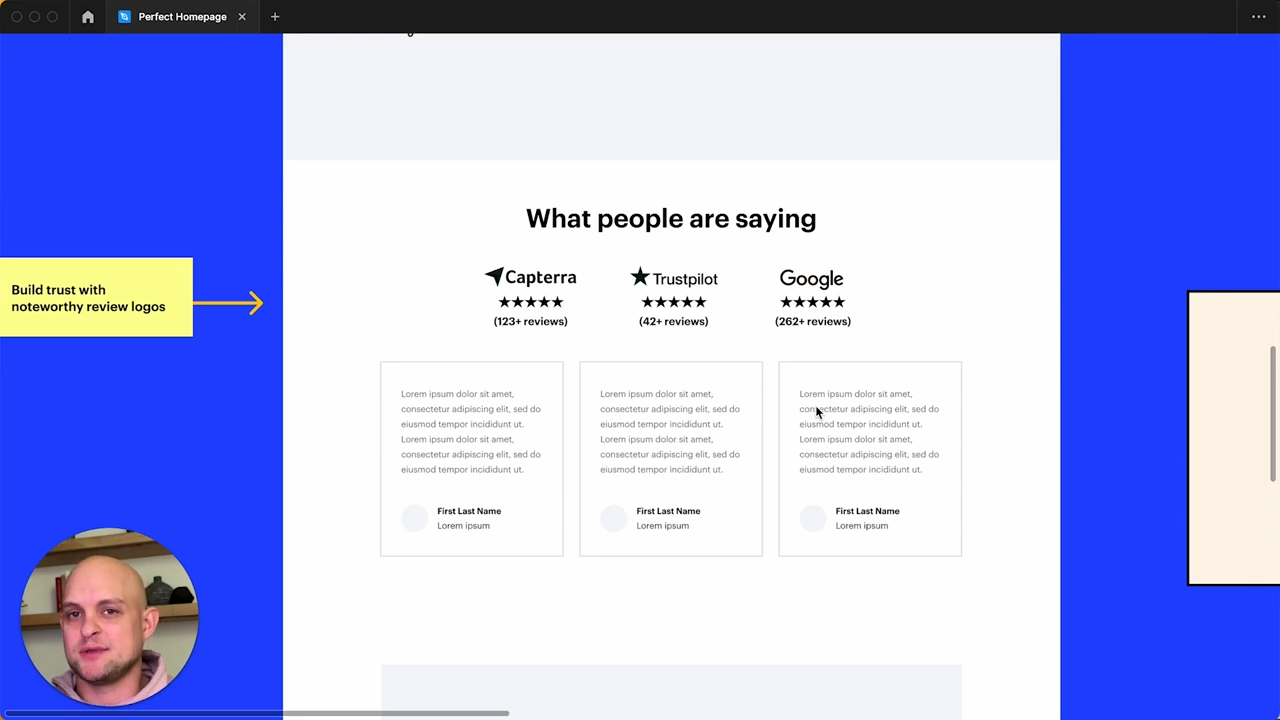 Perfect Homepage
What people are saying
Build trust with
noteworthy review logos
Capterra
Trustpilot
Google
★★★★★
★★★★★
★★★★★
(123+ reviews)
(42+ reviews)
(262+ reviews)
Lorem ipsum dolor sit amet,
consectetur adipiscing elit, sed do
eiusmod tempor incididunt ut.
Lorem ipsum dolor sit amet,
consectetur adipiscing elit, sed do
eiusmod tempor incididunt ut.
First Last Name
Lorem ipsum
Lorem ipsum dolor sit amet,
consectetur adipiscing elit, sed do
eiusmod tempor incididunt ut.
Lorem ipsum dolor sit amet,
consectetur adipiscing elit, sed do
eiusmod tempor incididunt ut.
First Last Name
Lorem ipsum
Lorem ipsum dolor sit amet,
consectetur adipiscing elit, sed do
eiusmod tempor incididunt ut.
Lorem ipsum dolor sit amet,
consectetur adipiscing elit, sed do
eiusmod tempor incididunt ut.
First Last Name
Lorem ipsum